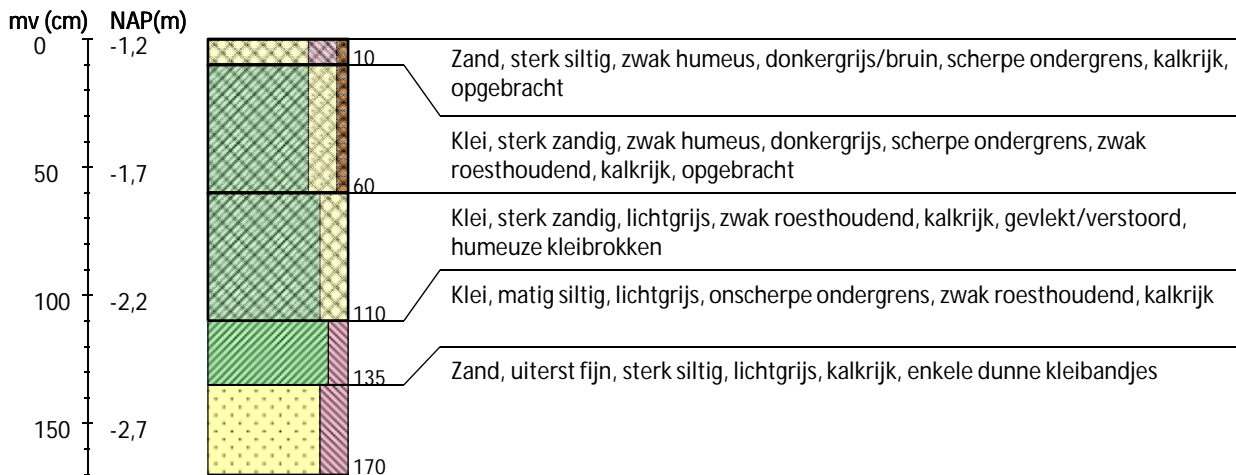 mv (cm) NAP(m)
0 -1,2
10
Zand, sterk siltig, zwak humeus, donkergrijs/bruin, scherpe ondergrens, kalkrijk,
opgebracht
Klei, sterk zandig, zwak humeus, donkergrijs, scherpe ondergrens, zwak
roesthoudend, kalkrijk, opgebracht
50 -1,7
60
Klei, sterk zandig, lichtgrijs, zwak roesthoudend, kalkrijk, gevlekt/verstoord,
humeuze kleibrokken
100 -2,2
Klei, matig siltig, lichtgrijs, onscherpe ondergrens, zwak roesthoudend, kalkrijk
110
Zand, uiterst fijn, sterk siltig, lichtgrijs, kalkrijk, enkele dunne kleibandjes
135
150 -2,7
170